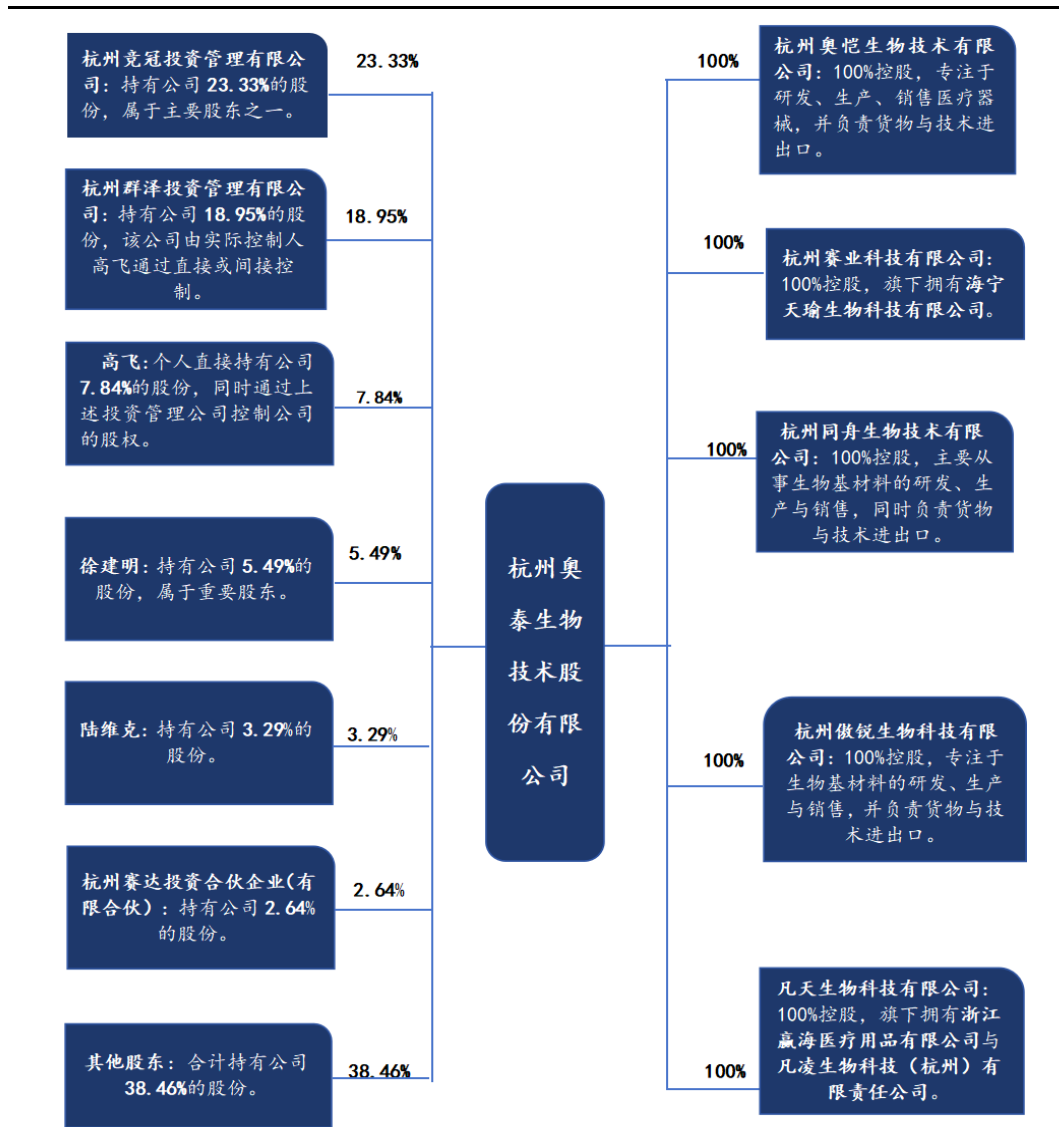 杭州竞冠投资管理有限公
司：持有公司 23.33%的股
份，属于主要股东之一。
23.33%
杭州群泽投资管理有限公
司：持有公司 18.95%的股
份，该公司由实际控制人
高飞通过直接或间接控
制。
18.95%
高飞:个人直接持有公司
7.84%的股份，同时通过上
述投资管理公司控制公司
的股权。
7.84%
徐建明：持有公司 5.49%的
股份，属于重要股东。
5.49%
陆维克：持有公司 3.29%的
股份。
3.29%
杭州赛达投资合伙企业(有
限合伙)：持有公司 2.64%
的股份。
2.64%
其他股东：合计持有公司
38.46%的股份。
38.46%
杭州奥
泰生物
技术股
份有限
公司
100%
杭州奥恺生物技术有限
公司：100%控股，专注于
研发、生产、销售医疗器
械，并负责货物与技术进
出口。
100%
杭州赛业科技有限公司：
100%控股，旗下拥有海宁
天瑜生物科技有限公司。
100%
杭州同舟生物技术有限
公司：100%控股，主要从
事生物基材料的研发、生
产与销售，同时负责货物
与技术进出口。
100%
杭州傲锐生物科技有限
公司：100%控股，专注于
生物基材料的研发、生产
与销售，并负责货物与技
术进出口。
100%
凡天生物科技有限公司：
100%控股，旗下拥有浙江
赢海医疗用品有限公司与
凡凌生物科技（杭州）有
限责任公司。